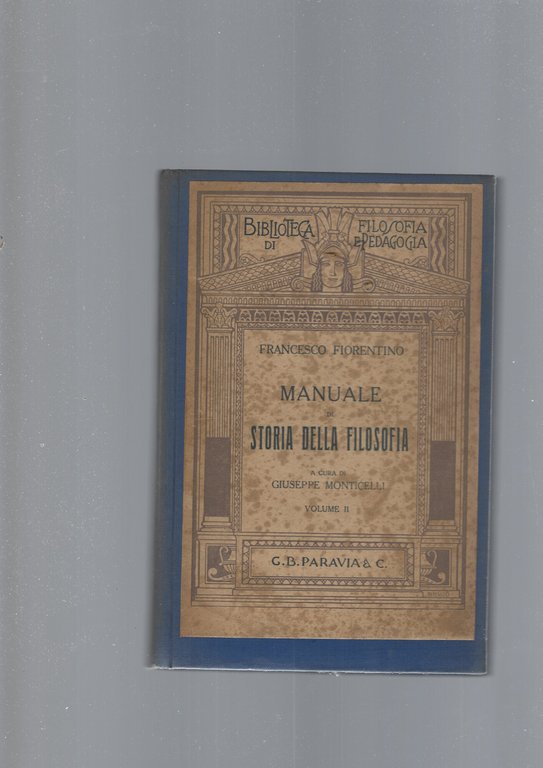 BIBLIOTECA
DI
FILOSOFIA
E PEDAGOGIA
FRANCESCO FIORENTINO
MANUALE
DI
STORIA DELLA FILOSOFIA
A CURA DI
GIUSEPPE MONTICELLI
VOLUME II
G. B. PARAVIA & C.